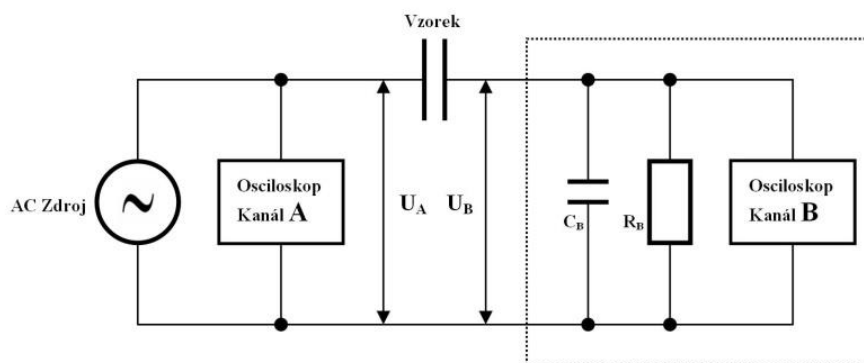 Vzorek
AC Zdroj
~
Osciloskop
Kanál A
U_A
U_B
C_B
R_B
Osciloskop
Kanál B